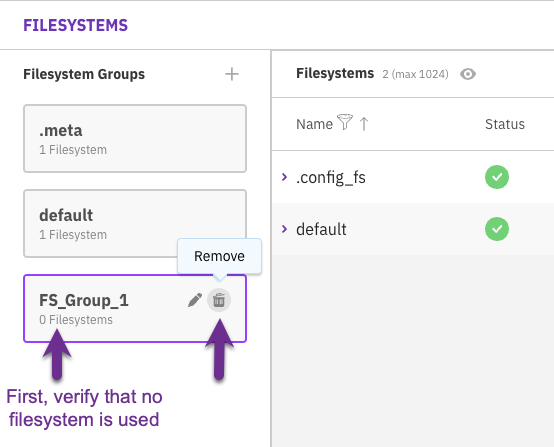 FILESYSTEMS
Filesystem Groups
.meta
1 Filesystem
default
1 Filesystem
Remove
FS_Group_1
0 Filesystems
First, verify that no
filesystem is used
Filesystems 2 (max 1024)
Name Status
.config_fs
default